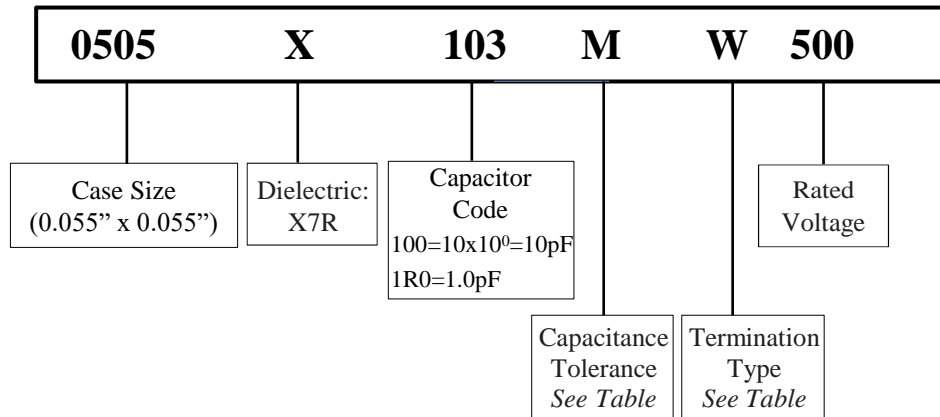 0505 X 103 M W 500
Case Size
(0.055” x 0.055”)
Dielectric:
X7R
Capacitor
Code
100=10x10⁰=10pF
1R0=1.0pF
Rated
Voltage
Capacitance
Tolerance
See Table
Termination
Type
See Table